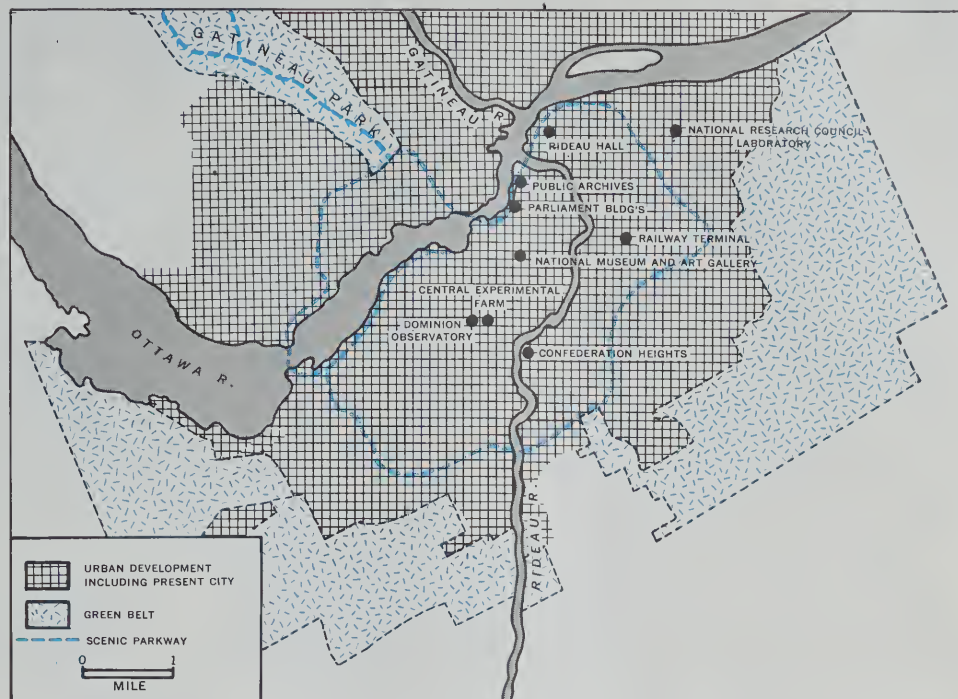 GATINEAU PARK
GATINEAU R.
RIDEAU HALL
NATIONAL RESEARCH COUNCIL
LABORATORY
PUBLIC ARCHIVES
PARLIAMENT BLDG'S
RAILWAY TERMINAL
NATIONAL MUSEUM AND ART GALLERY
CENTRAL EXPERIMENTAL
FARM
DOMINION
OBSERVATORY
CONFEDERATION HEIGHTS
OTTAWA R.
RIDEAU R.
URBAN DEVELOPMENT
INCLUDING PRESENT CITY
GREEN BELT
SCENIC PARKWAY
0 1
MILE